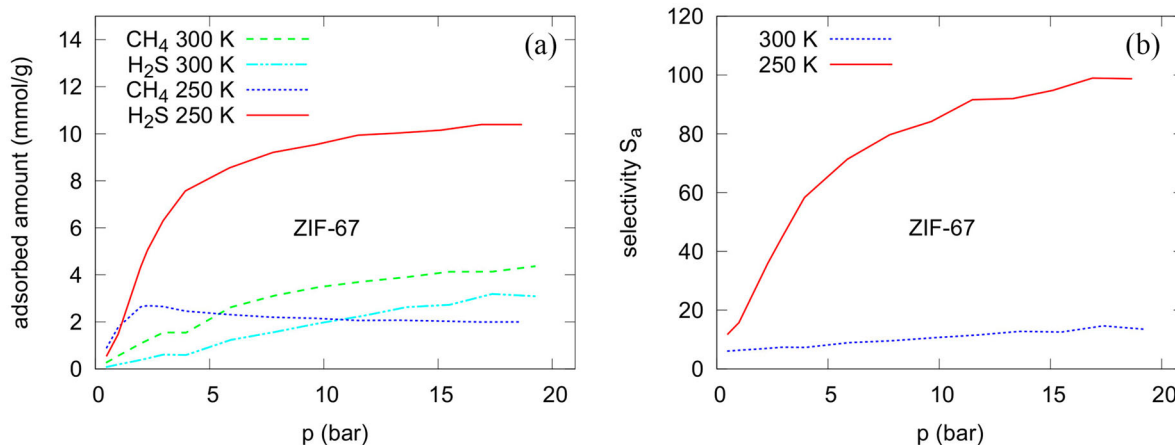 (a)
CH4 300 K
H2S 300 K
CH4 250 K
H2S 250 K
ZIF-67
adsorbed amount (mmol/g)
14
12
10
8
6
4
2
0
0 5 10 15 20
p (bar)
(b)
300 K
250 K
ZIF-67
selectivity Sa
120
100
80
60
40
20
0
0 5 10 15 20
p (bar)